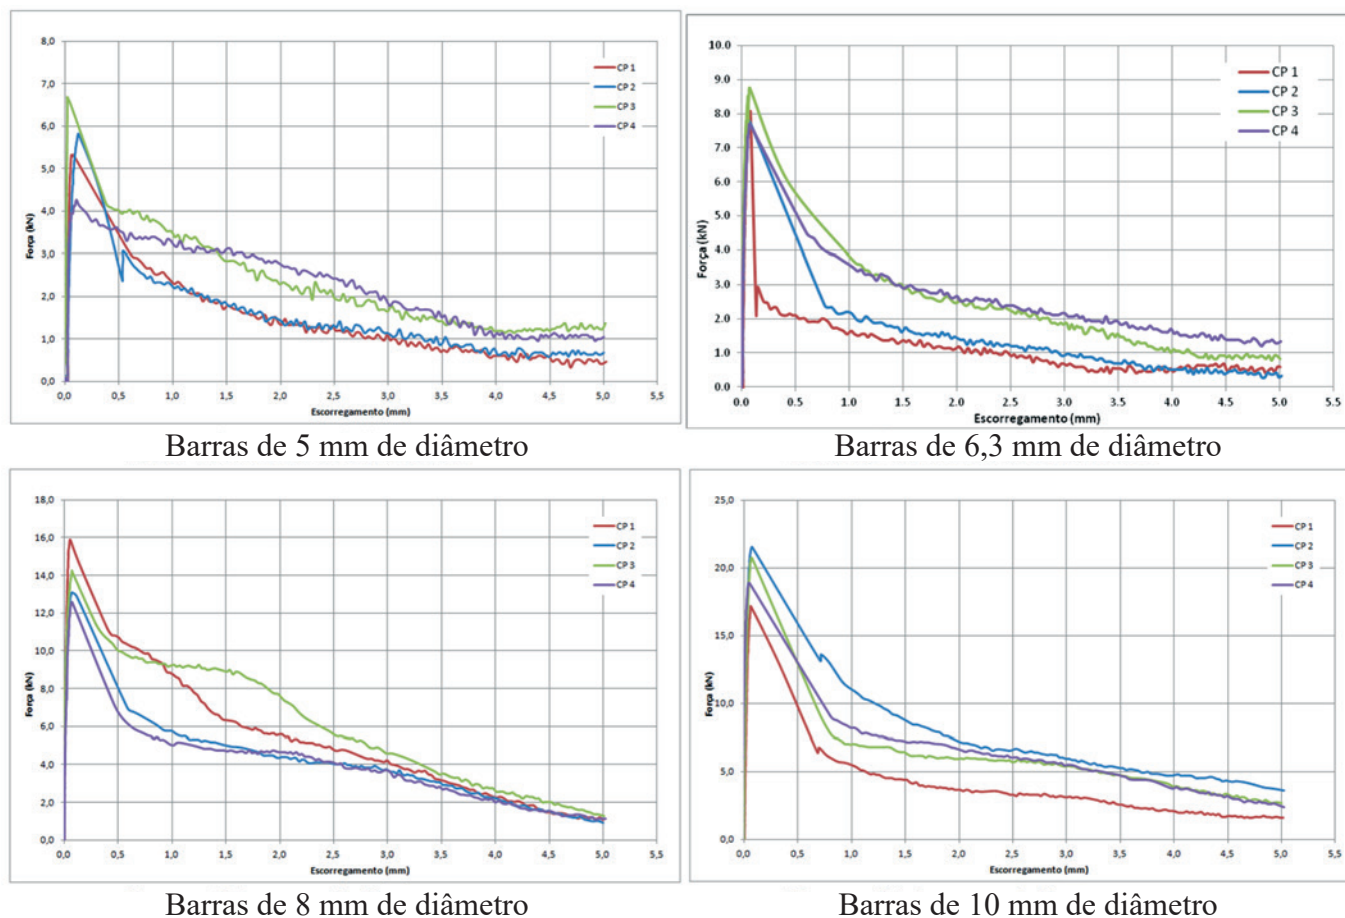 8,0
7,0
6,0
5,0
4,0
3,0
2,0
1,0
0,0
Força (kN)
CP 1
CP 2
CP 3
CP 4
0,0 0,5 1,0 1,5 2,0 2,5 3,0 3,5 4,0 4,5 5,0 5,5
Escorregamento (mm)
Barras de 5 mm de diâmetro
10.0
9.0
8.0
7.0
6.0
5.0
4.0
3.0
2.0
1.0
0.0
Força (kN)
CP 1
CP 2
CP 3
CP 4
0.0 0.5 1.0 1.5 2.0 2.5 3.0 3.5 4.0 4.5 5.0 5.5
Escorregamento (mm)
Barras de 6,3 mm de diâmetro
18,0
16,0
14,0
12,0
10,0
8,0
6,0
4,0
2,0
0,0
Força (kN)
CP 1
CP 2
CP 3
CP 4
0,0 0,5 1,0 1,5 2,0 2,5 3,0 3,5 4,0 4,5 5,0 5,5
Escorregamento (mm)
Barras de 8 mm de diâmetro
25,0
20,0
15,0
10,0
5,0
0,0
Força (kN)
CP 1
CP 2
CP 3
CP 4
0,0 0,5 1,0 1,5 2,0 2,5 3,0 3,5 4,0 4,5 5,0 5,5
Escorregamento (mm)
Barras de 10 mm de diâmetro